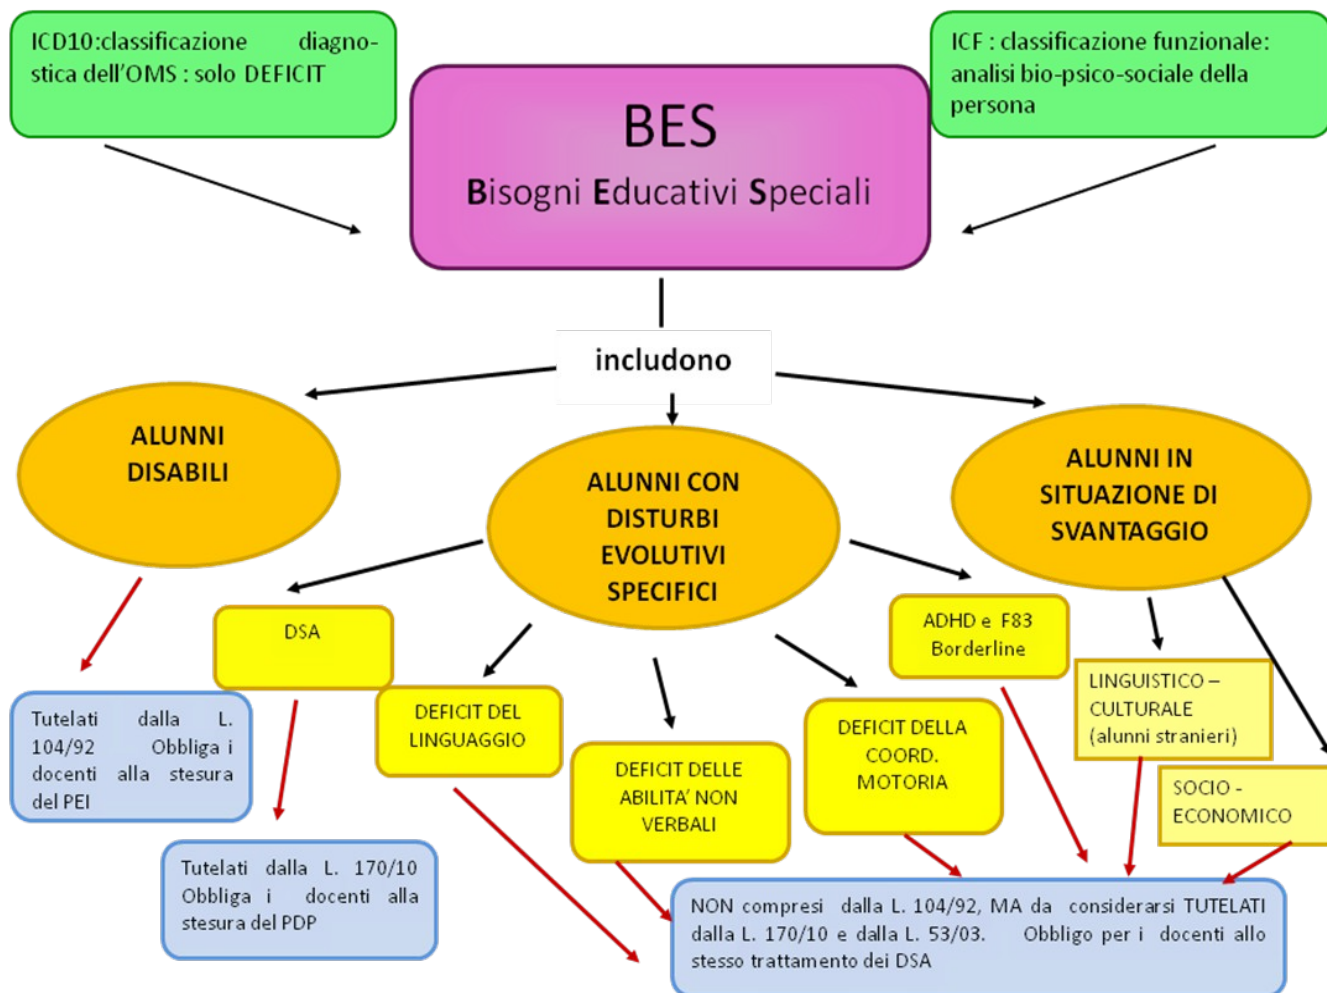 ICD10:classificazione diagno-
stica dell'OMS : solo DEFICIT
ICF : classificazione funzionale:
analisi bio-psico-sociale della
persona
BES
Bisogni Educativi Speciali
includono
ALUNNI
DISABILI
ALUNNI CON
DISTURBI
EVOLUTIVI
SPECIFICI
ALUNNI IN
SITUAZIONE DI
SVANTAGGIO
DSA
ADHD e F83
Borderline
DEFICIT DEL
LINGUAGGIO
DEFICIT DELLE
ABILITA' NON
VERBALI
DEFICIT DELLA
COORD.
MOTORIA
LINGUISTICO –
CULTURALE
(alunni stranieri)
SOCIO -
ECONOMICO
Tutelati dalla L.
104/92 Obbliga i
docenti alla stesura
del PEI
Tutelati dalla L. 170/10
Obbliga i docenti alla
stesura del PDP
NON compresi dalla L. 104/92, MA da considerarsi TUTELATI
dalla L. 170/10 e dalla L. 53/03. Obbligo per i docenti allo
stesso trattamento dei DSA